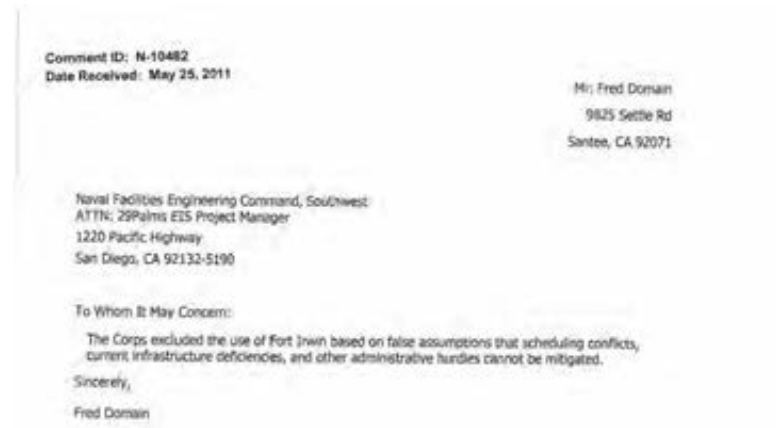 Comment ID: N-10482
Date Received: May 25, 2011
Mr. Fred Domain
9825 Settle Rd
Santee, CA 92071
Naval Facilities Engineering Command, Southwest
ATTN: 29Palms EIS Project Manager
1220 Pacific Highway
San Diego, CA 92132-5190
To Whom It May Concern:
The Corps excluded the use of Fort Irwin based on false assumptions that scheduling conflicts,
current infrastructure deficiencies, and other administrative hurdles cannot be mitigated.
Sincerely,
Fred Domain